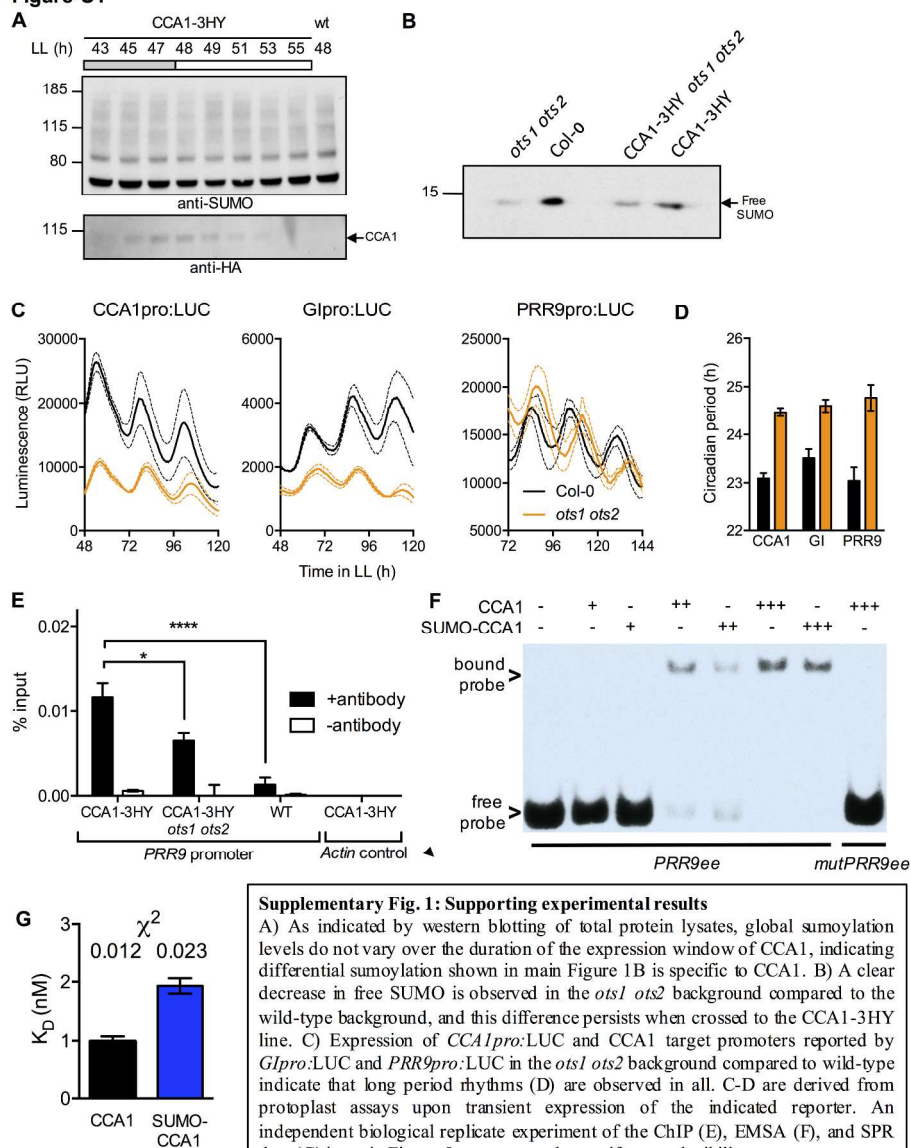 A
CCA1-3HY wt
LL (h) 43 45 47 48 49 51 53 55 48
185
115
80
anti-SUMO
115
CCA1
anti-HA
B
ots1 ots2
Col-0
CCA1-3HY ots1 ots2
CCA1-3HY
15
Free
SUMO
C
CCA1pro:LUC
GIpro:LUC
PRR9pro:LUC
Luminescence (RLU)
30000
20000
10000
0
48 72 96 120
6000
4000
2000
0
48 72 96 120
25000
20000
15000
10000
5000
72 96 120 144
Col-0
ots1 ots2
Time in LL (h)
D
Circadian period (h)
26
25
24
23
22
CCA1 GI PRR9
E
% input
0.02
0.01
0.00
****
*
+antibody
-antibody
CCA1-3HY CCA1-3HY WT CCA1-3HY
ots1 ots2
PRR9 promoter Actin control
F
CCA1 - + - ++ - +++ - +++
SUMO-CCA1 - - + - ++ - +++ -
bound
probe
free
probe
PRR9ee mutPRR9ee
G
χ2
0.012 0.023
KD (nM)
3
2
1
0
CCA1 SUMO-
CCA1
Supplementary Fig. 1: Supporting experimental results
A) As indicated by western blotting of total protein lysates, global sumoylation
levels do not vary over the duration of the expression window of CCA1, indicating
differential sumoylation shown in main Figure 1B is specific to CCA1. B) A clear
decrease in free SUMO is observed in the ots1 ots2 background compared to the
wild-type background, and this difference persists when crossed to the CCA1-3HY
line. C) Expression of CCA1pro:LUC and CCA1 target promoters reported by
GIpro:LUC and PRR9pro:LUC in the ots1 ots2 background compared to wild-type
indicate that long period rhythms (D) are observed in all. C-D are derived from
protoplast assays upon transient expression of the indicated reporter. An
independent biological replicate experiment of the ChIP (E), EMSA (F), and SPR